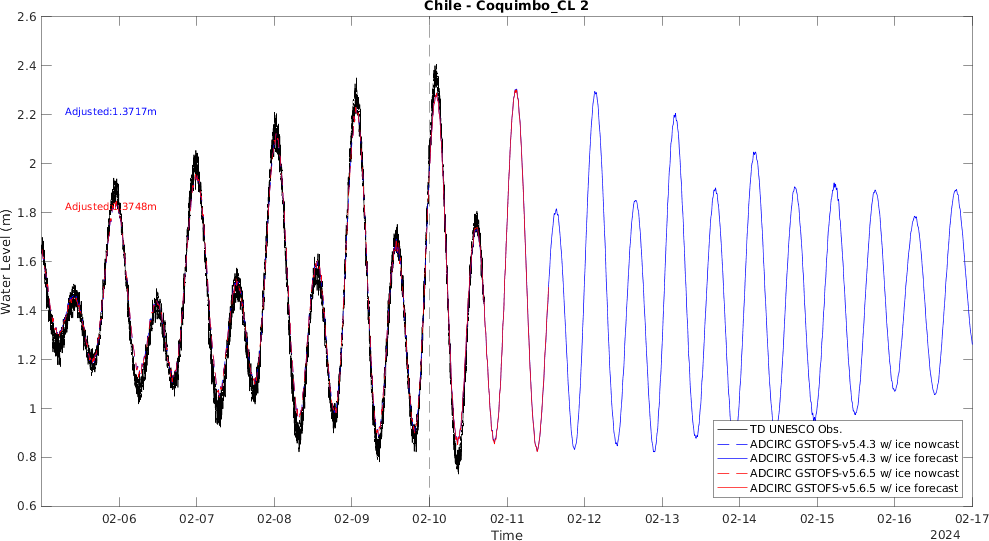 Chile - Coquimbo_CL 2
2.6
2.4
2.2
2
1.8
1.6
1.4
1.2
1
0.8
0.6
Water Level (m)
Adjusted:1.3717m
Adjusted:1.3748m
TD UNESCO Obs.
ADCIRC GSTOFS-v5.4.3 w/ ice nowcast
ADCIRC GSTOFS-v5.4.3 w/ ice forecast
ADCIRC GSTOFS-v5.6.5 w/ ice nowcast
ADCIRC GSTOFS-v5.6.5 w/ ice forecast
02-06 02-07 02-08 02-09 02-10 02-11 02-12 02-13 02-14 02-15 02-16 02-17
Time
2024